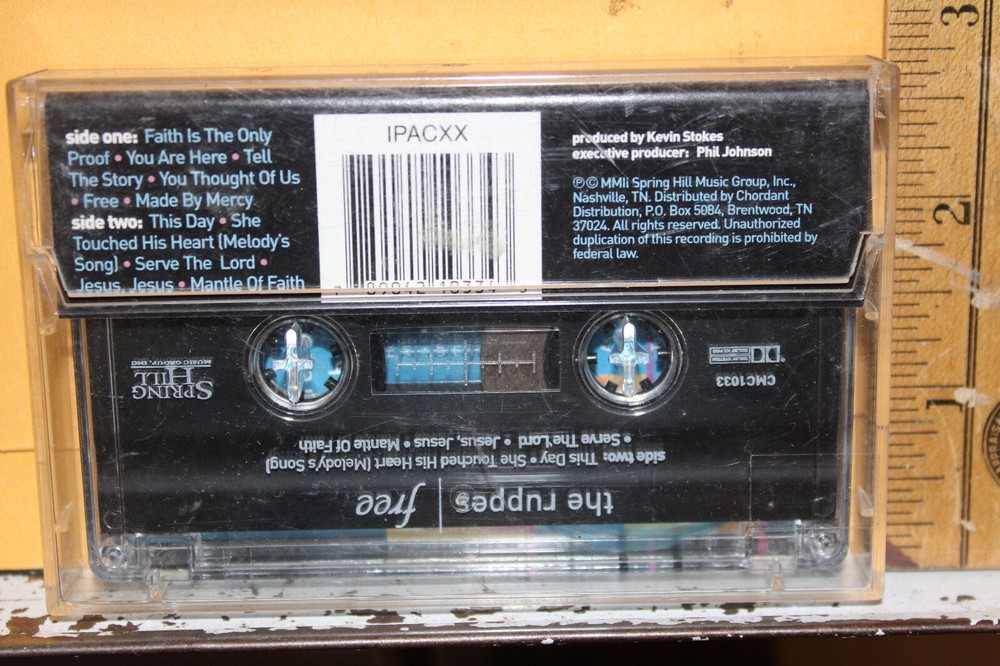 side one: Faith Is The Only
Proof • You Are Here • Tell
The Story • You Thought Of Us
• Free • Made By Mercy
side two: This Day • She
Touched His Heart (Melody's
Song) • Serve The Lord •
Jesus, Jesus • Mantle Of Faith
IPACXX
produced by Kevin Stokes
executive producer: Phil Johnson
℗© MMIi Spring Hill Music Group, Inc.,
Nashville, TN. Distributed by Chordant
Distribution, P.O. Box 5084, Brentwood, TN
37024. All rights reserved. Unauthorized
duplication of this recording is prohibited by
federal law.
the ruppes | free
side two: This Day • She Touched His Heart (Melody's Song)
• Serve The Lord • Jesus, Jesus • Mantle Of Faith
CMC1033
SPRING
HILL
MUSIC GROUP, INC
3
2
1